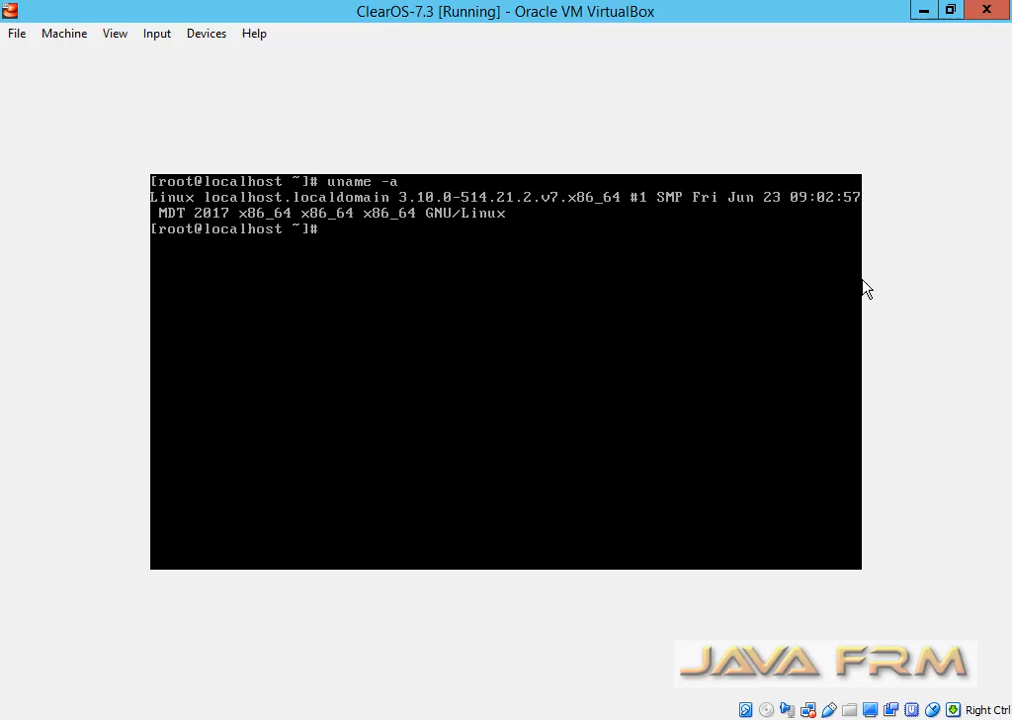 ClearOS-7.3 [Running] - Oracle VM VirtualBox
File Machine View Input Devices Help
[root@localhost ~]# uname -a
Linux localhost.localdomain 3.10.0-514.21.2.v7.x86_64 #1 SMP Fri Jun 23 09:02:57
MDT 2017 x86_64 x86_64 x86_64 GNU/Linux
[root@localhost ~]#
JAVA FRM
Right Ctrl